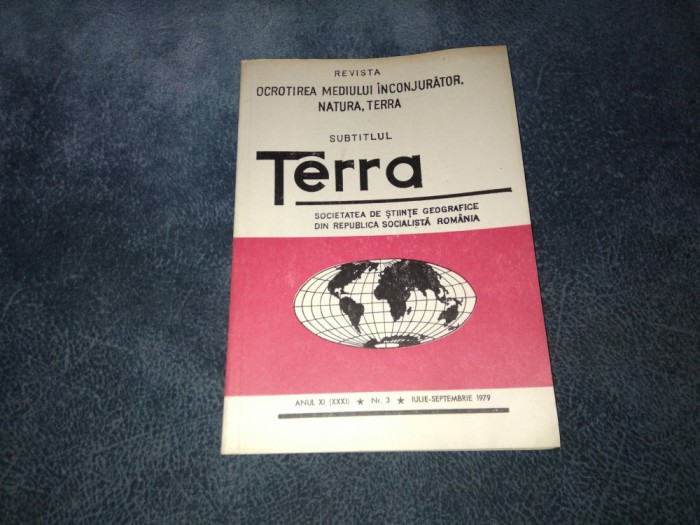 REVISTA
OCROTIREA MEDIULUI ÎNCONJURĂTOR,
NATURA, TERRA
SUBTITLUL
Terra
SOCIETATEA DE ȘTIINȚE GEOGRAFICE
DIN REPUBLICA SOCIALISTĂ ROMÂNIA
ANUL XI (XXXI) ★ Nr. 3 ★ IULIE-SEPTEMBRIE 1979